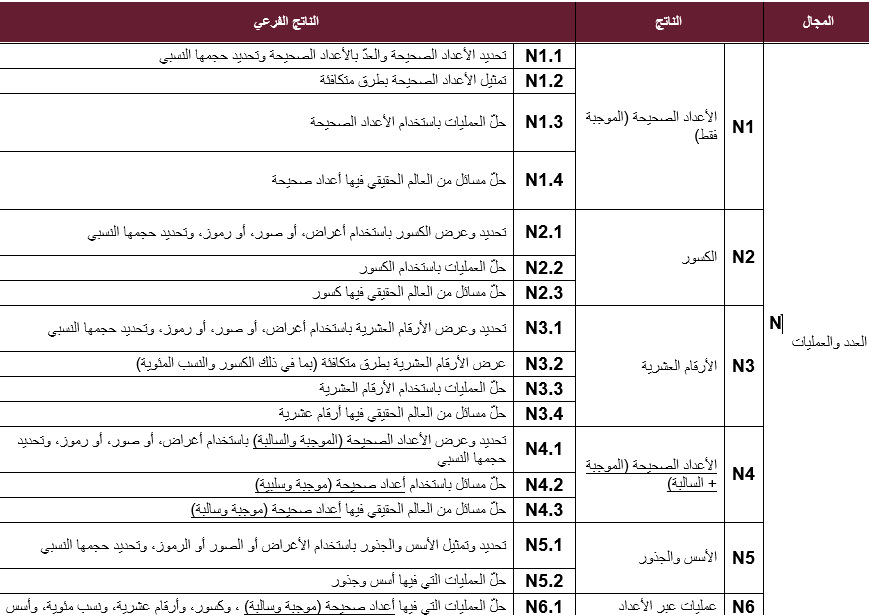 المجال الناتج الناتج الفرعي
N العدد والعمليات
N1 الأعداد الصحيحة (الموجبة
فقط)
N1.1 تحديد الأعداد الصحيحة والعدّ بالأعداد الصحيحة وتحديد حجمها النسبي
N1.2 تمثيل الأعداد الصحيحة بطرق متكافئة
N1.3 حلّ العمليات باستخدام الأعداد الصحيحة
N1.4 حلّ مسائل من العالم الحقيقي فيها أعداد صحيحة
N2 الكسور
N2.1 تحديد وعرض الكسور باستخدام أغراض، أو صور، أو رموز، وتحديد حجمها النسبي
N2.2 حلّ العمليات باستخدام الكسور
N2.3 حلّ مسائل من العالم الحقيقي فيها كسور
N3 الأرقام العشرية
N3.1 تحديد وعرض الأرقام العشرية باستخدام أغراض، أو صور، أو رموز، وتحديد حجمها النسبي
N3.2 عرض الأرقام العشرية بطرق متكافئة (بما في ذلك الكسور والنسب المئوية)
N3.3 حلّ العمليات باستخدام الأرقام العشرية
N3.4 حلّ مسائل من العالم الحقيقي فيها أرقام عشرية
N4 الأعداد الصحيحة (الموجبة
+ السالبة)
N4.1 تحديد وعرض الأعداد الصحيحة (الموجبة والسالبة) باستخدام أغراض، أو صور، أو رموز، وتحديد
حجمها النسبي
N4.2 حلّ مسائل باستخدام أعداد صحيحة (موجبة وسلبية)
N4.3 حلّ مسائل من العالم الحقيقي فيها أعداد صحيحة (موجبة وسالبة)
N5 الأسس والجذور
N5.1 تحديد وتمثيل الأسس والجذور باستخدام الأغراض أو الصور أو الرموز، وتحديد حجمها النسبي
N5.2 حلّ العمليات التي فيها أسس وجذور
N6 عمليات عبر الأعداد
N6.1 حلّ العمليات التي فيها أعداد صحيحة (موجبة وسالبة) ، وكسور، وأرقام عشرية، ونسب مئوية، وأسس